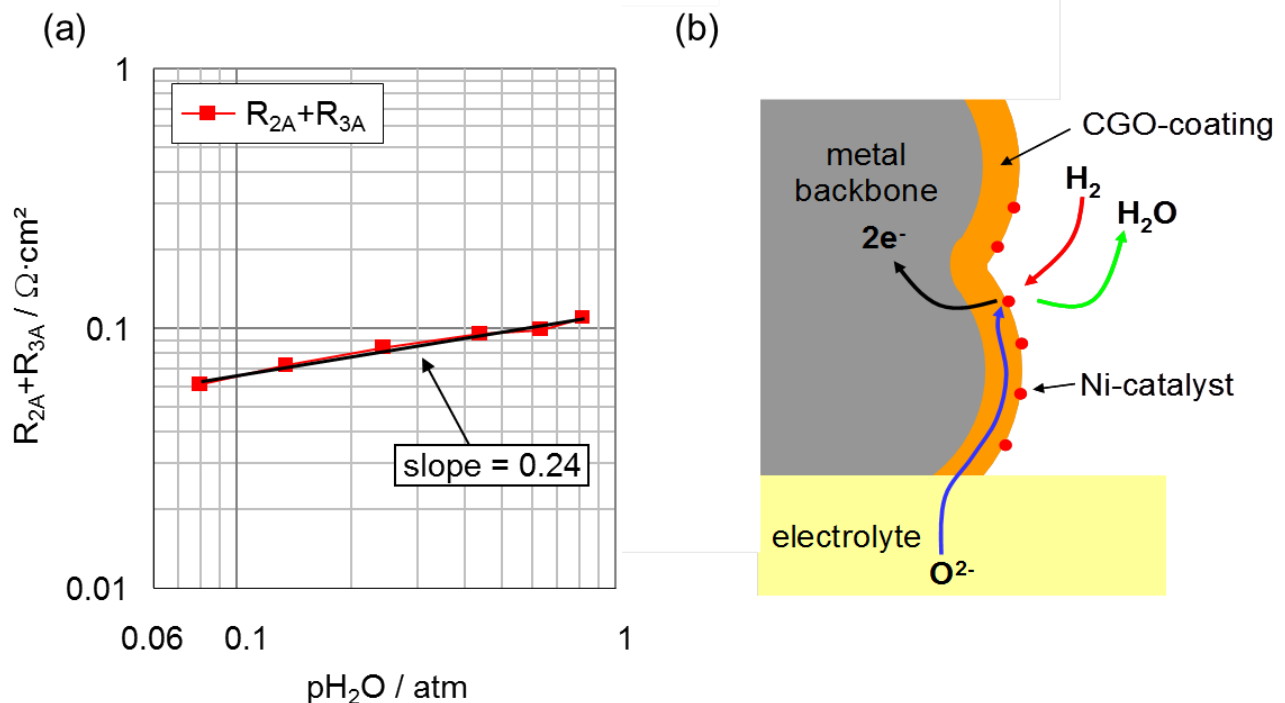 (a)
1
R₂A+R₃A
0.1
R₂A+R₃A / Ω·cm²
slope = 0.24
0.01
0.06
0.1
1
pH₂O / atm
(b)
CGO-coating
metal
backbone
H₂
H₂O
2e⁻
Ni-catalyst
electrolyte
O²⁻